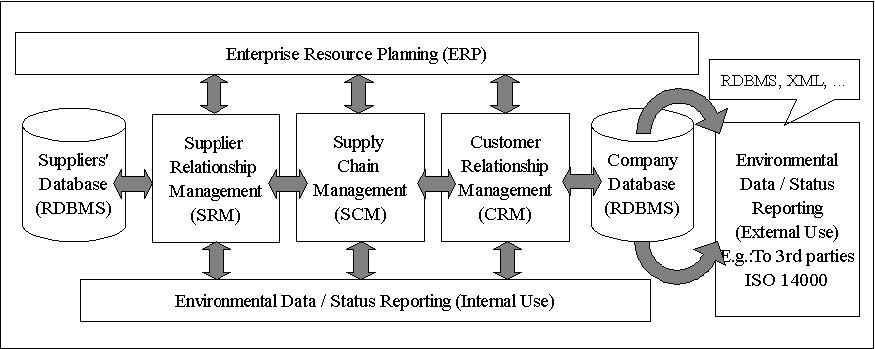 Enterprise Resource Planning (ERP)
RDBMS, XML, ...
Suppliers'
Database
(RDBMS)
Supplier
Relationship
Management
(SRM)
Supply
Chain
Management
(SCM)
Customer
Relationship
Management
(CRM)
Company
Database
(RDBMS)
Environmental
Data / Status
Reporting
(External Use)
E.g.:To 3rd parties
ISO 14000
Environmental Data / Status Reporting (Internal Use)